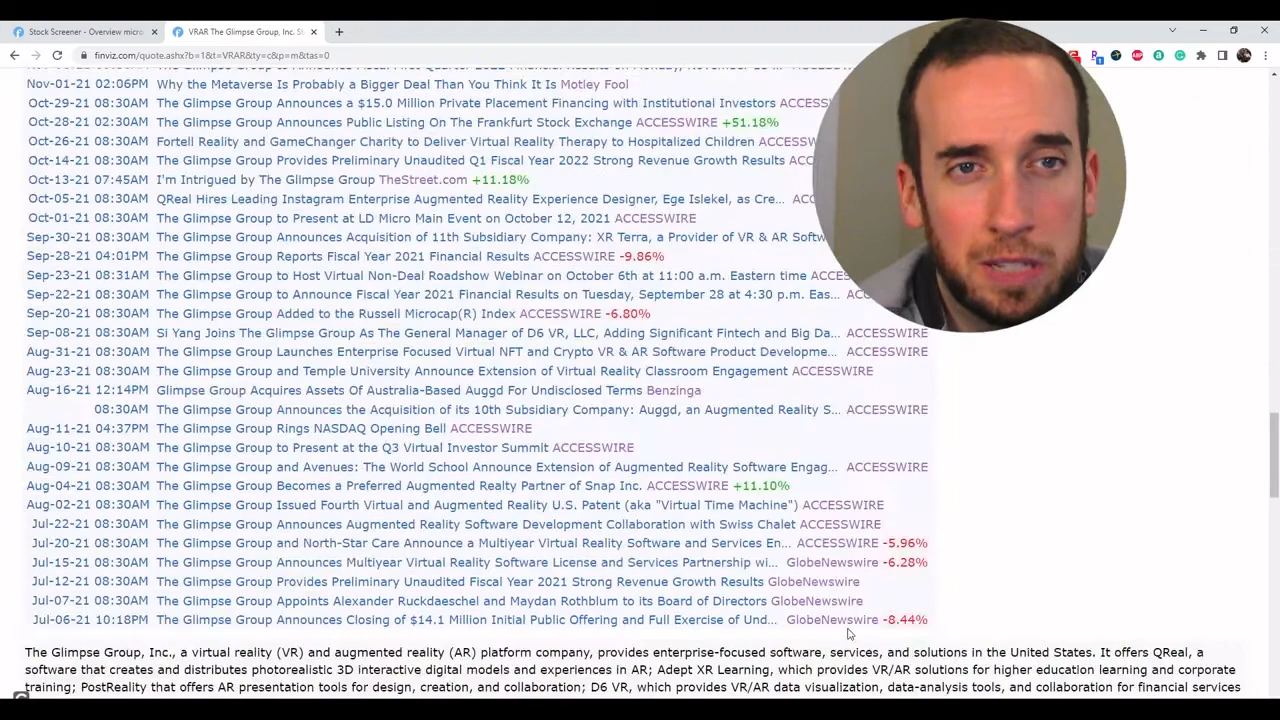 Stock Screener - Overview micro
VRAR The Glimpse Group, Inc. St
finviz.com/quote.ashx?b=1&t=VRAR&ty=c&p=m&tas=0
Nov-01-21 02:06PM Why the Metaverse Is Probably a Bigger Deal Than You Think It Is Motley Fool
Oct-29-21 08:30AM The Glimpse Group Announces a $15.0 Million Private Placement Financing with Institutional Investors ACCESSW
Oct-28-21 02:30AM The Glimpse Group Announces Public Listing On The Frankfurt Stock Exchange ACCESSWIRE +51.18%
Oct-26-21 08:30AM Fortell Reality and GameChanger Charity to Deliver Virtual Reality Therapy to Hospitalized Children ACCESSW
Oct-14-21 08:30AM The Glimpse Group Provides Preliminary Unaudited Q1 Fiscal Year 2022 Strong Revenue Growth Results ACC
Oct-13-21 07:45AM I'm Intrigued by The Glimpse Group TheStreet.com +11.18%
Oct-05-21 08:30AM QReal Hires Leading Instagram Enterprise Augmented Reality Experience Designer, Ege Islekel, as Cre... AC
Oct-01-21 08:30AM The Glimpse Group to Present at LD Micro Main Event on October 12, 2021 ACCESSWIRE
Sep-30-21 08:30AM The Glimpse Group Announces Acquisition of 11th Subsidiary Company: XR Terra, a Provider of VR & AR Softw
Sep-28-21 04:01PM The Glimpse Group Reports Fiscal Year 2021 Financial Results ACCESSWIRE -9.86%
Sep-23-21 08:31AM The Glimpse Group to Host Virtual Non-Deal Roadshow Webinar on October 6th at 11:00 a.m. Eastern time ACCES
Sep-22-21 08:30AM The Glimpse Group to Announce Fiscal Year 2021 Financial Results on Tuesday, September 28 at 4:30 p.m. Eas... AC
Sep-20-21 08:30AM The Glimpse Group Added to the Russell Microcap(R) Index ACCESSWIRE -6.80%
Sep-08-21 08:30AM Si Yang Joins The Glimpse Group As The General Manager of D6 VR, LLC, Adding Significant Fintech and Big Da... ACCESSWIRE
Aug-31-21 08:30AM The Glimpse Group Launches Enterprise Focused Virtual NFT and Crypto VR & AR Software Product Developme... ACCESSWIRE
Aug-23-21 08:30AM The Glimpse Group and Temple University Announce Extension of Virtual Reality Classroom Engagement ACCESSWIRE
Aug-16-21 12:14PM Glimpse Group Acquires Assets Of Australia-Based Auggd For Undisclosed Terms Benzinga
08:30AM The Glimpse Group Announces the Acquisition of its 10th Subsidiary Company: Auggd, an Augmented Reality S... ACCESSWIRE
Aug-11-21 04:37PM The Glimpse Group Rings NASDAQ Opening Bell ACCESSWIRE
Aug-10-21 08:30AM The Glimpse Group to Present at the Q3 Virtual Investor Summit ACCESSWIRE
Aug-09-21 08:30AM The Glimpse Group and Avenues: The World School Announce Extension of Augmented Reality Software Engag... ACCESSWIRE
Aug-04-21 08:30AM The Glimpse Group Becomes a Preferred Augmented Realty Partner of Snap Inc. ACCESSWIRE +11.10%
Aug-02-21 08:30AM The Glimpse Group Issued Fourth Virtual and Augmented Reality U.S. Patent (aka "Virtual Time Machine") ACCESSWIRE
Jul-22-21 08:30AM The Glimpse Group Announces Augmented Reality Software Development Collaboration with Swiss Chalet ACCESSWIRE
Jul-20-21 08:30AM The Glimpse Group and North-Star Care Announce a Multiyear Virtual Reality Software and Services En... ACCESSWIRE -5.96%
Jul-15-21 08:30AM The Glimpse Group Announces Multiyear Virtual Reality Software License and Services Partnership wi... GlobeNewswire -6.28%
Jul-12-21 08:30AM The Glimpse Group Provides Preliminary Unaudited Fiscal Year 2021 Strong Revenue Growth Results GlobeNewswire
Jul-07-21 08:30AM The Glimpse Group Appoints Alexander Ruckdaeschel and Maydan Rothblum to its Board of Directors GlobeNewswire
Jul-06-21 10:18PM The Glimpse Group Announces Closing of $14.1 Million Initial Public Offering and Full Exercise of Und... GlobeNewswire -8.44%
The Glimpse Group, Inc., a virtual reality (VR) and augmented reality (AR) platform company, provides enterprise-focused software, services, and solutions in the United States. It offers QReal, a
software that creates and distributes photorealistic 3D interactive digital models and experiences in AR; Adept XR Learning, which provides VR/AR solutions for higher education learning and corporate
training; PostReality that offers AR presentation tools for design, creation, and collaboration; D6 VR, which provides VR/AR data visualization, data-analysis tools, and collaboration for financial services